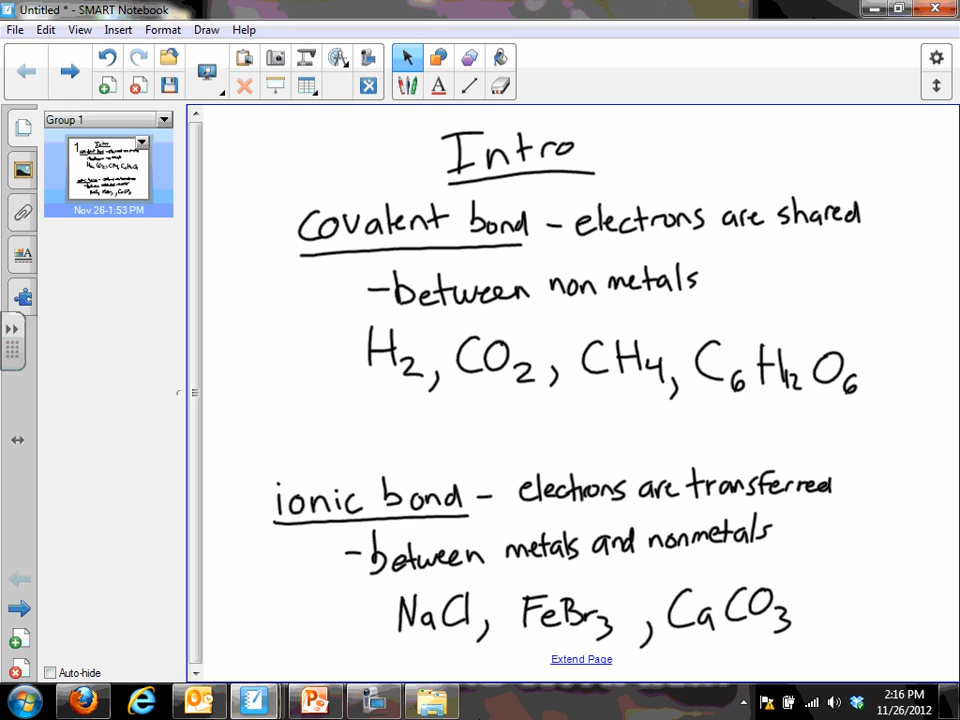 Untitled * - SMART Notebook
File Edit View Insert Format Draw Help
Group 1
1
Nov 26-1:53 PM
Intro
covalent bond - electrons are shared
-between non metals
H₂, CO₂, CH₄, C₆H₁₂O₆
ionic bond - electrons are transferred
-between metals and nonmetals
NaCl, FeBr₃, CaCO₃
Extend Page
Auto-hide
2:16 PM
11/26/2012